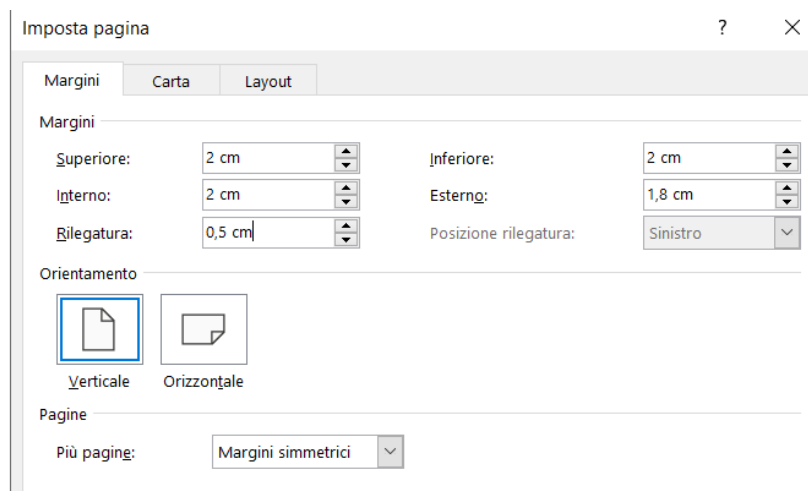 Imposta pagina ? ×
Margini Carta Layout
Margini
Superiore: 2 cm Inferiore: 2 cm
Interno: 2 cm Esterno: 1,8 cm
Rilegatura: 0,5 cm Posizione rilegatura: Sinistro
Orientamento
Verticale Orizzontale
Pagine
Più pagine: Margini simmetrici